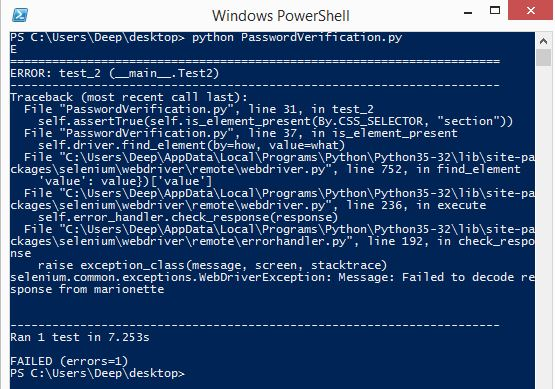 Windows PowerShell
PS C:\Users\Deep\desktop> python PasswordVerification.py
E
======================================================================
ERROR: test_2 (__main__.Test2)
----------------------------------------------------------------------
Traceback (most recent call last):
  File "PasswordVerification.py", line 31, in test_2
    self.assertTrue(self.is_element_present(By.CSS_SELECTOR, "section"))
  File "PasswordVerification.py", line 37, in is_element_present
    self.driver.find_element(by=how, value=what)
  File "C:\Users\Deep\AppData\Local\Programs\Python\Python35-32\lib\site-pa
ckages\selenium\webdriver\remote\webdriver.py", line 752, in find_element
    'value': value})['value']
  File "C:\Users\Deep\AppData\Local\Programs\Python\Python35-32\lib\site-pa
ckages\selenium\webdriver\remote\webdriver.py", line 236, in execute
    self.error_handler.check_response(response)
  File "C:\Users\Deep\AppData\Local\Programs\Python\Python35-32\lib\site-pa
ckages\selenium\webdriver\remote\errorhandler.py", line 192, in check_respo
nse
    raise exception_class(message, screen, stacktrace)
selenium.common.exceptions.WebDriverException: Message: Failed to decode re
sponse from marionette
----------------------------------------------------------------------
Ran 1 test in 7.253s
FAILED (errors=1)
PS C:\Users\Deep\desktop>